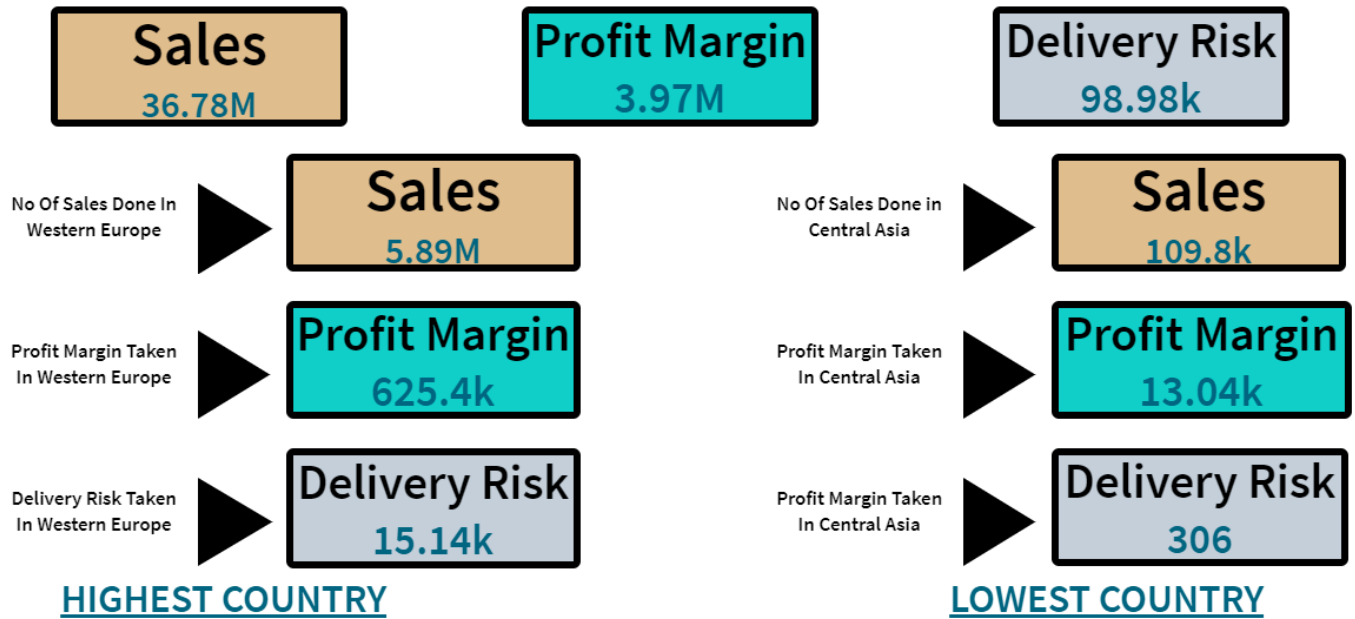 Sales
36.78M
Profit Margin
3.97M
Delivery Risk
98.98k
No Of Sales Done In
Western Europe
Sales
5.89M
No Of Sales Done in
Central Asia
Sales
109.8k
Profit Margin Taken
In Western Europe
Profit Margin
625.4k
Profit Margin Taken
In Central Asia
Profit Margin
13.04k
Delivery Risk Taken
In Western Europe
Delivery Risk
15.14k
Profit Margin Taken
In Central Asia
Delivery Risk
306
HIGHEST COUNTRY
LOWEST COUNTRY